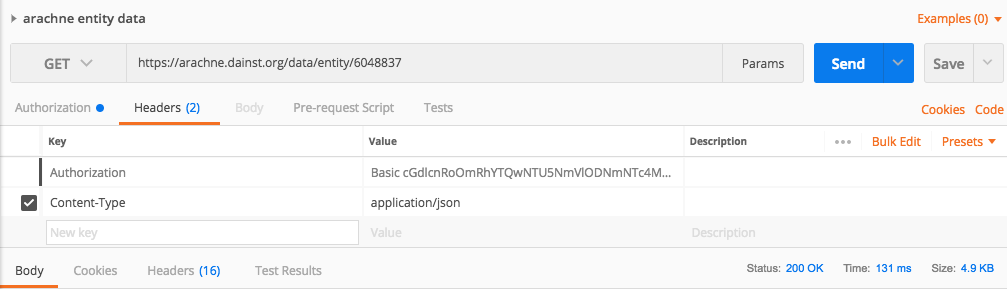 arachne entity data Examples (0)
GET https://arachne.dainst.org/data/entity/6048837 Params Send Save
Authorization Headers (2) Body Pre-request Script Tests Cookies Code
Key Value Description ••• Bulk Edit Presets
Authorization Basic cGdlcnRoOmRhYTQwNTU5NmVlODNmNTc4M...
Content-Type application/json
New key Value Description
Body Cookies Headers (16) Test Results Status: 200 OK Time: 131 ms Size: 4.9 KB